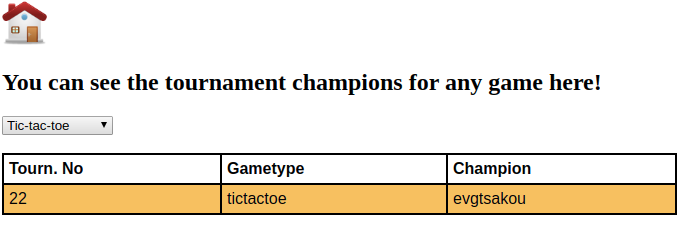 You can see the tournament champions for any game here!
Tic-tac-toe
Tourn. No Gametype Champion
22 tictactoe evgtsakou